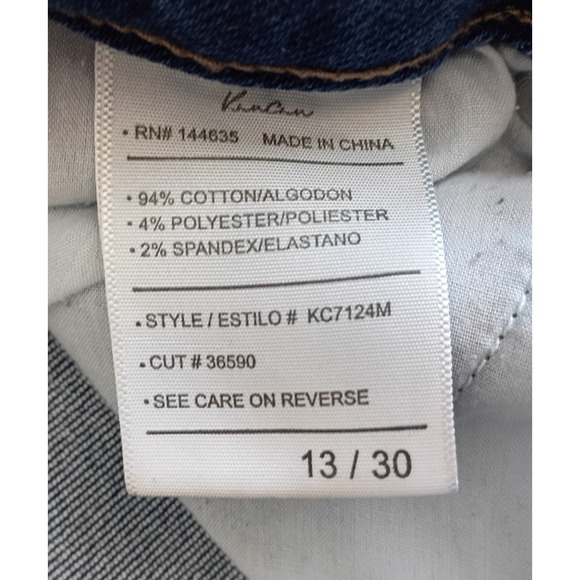 KanCan
• RN# 144635 MADE IN CHINA
• 94% COTTON/ALGODON
• 4% POLYESTER/POLIESTER
• 2% SPANDEX/ELASTANO
• STYLE / ESTILO # KC7124M
• CUT # 36590
• SEE CARE ON REVERSE
13 / 30